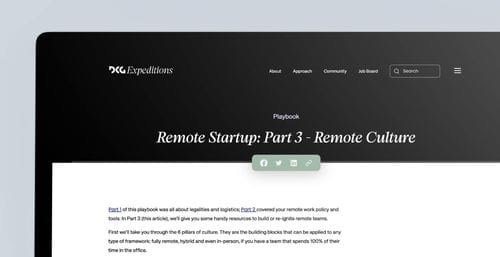 DCG Expeditions
About Approach Community Job Board Search
Playbook
Remote Startup: Part 3 - Remote Culture
Part 1 of this playbook was all about legalities and logistics; Part 2 covered your remote work policy and
tools. In Part 3 (this article), we'll give you some handy resources to build or re-ignite remote teams.
First we'll take you through the 6 pillars of culture. They are the building blocks that can be applied to any
type of framework: fully remote, hybrid and even in-person, if you have a team that spends 100% of their
time in the office.